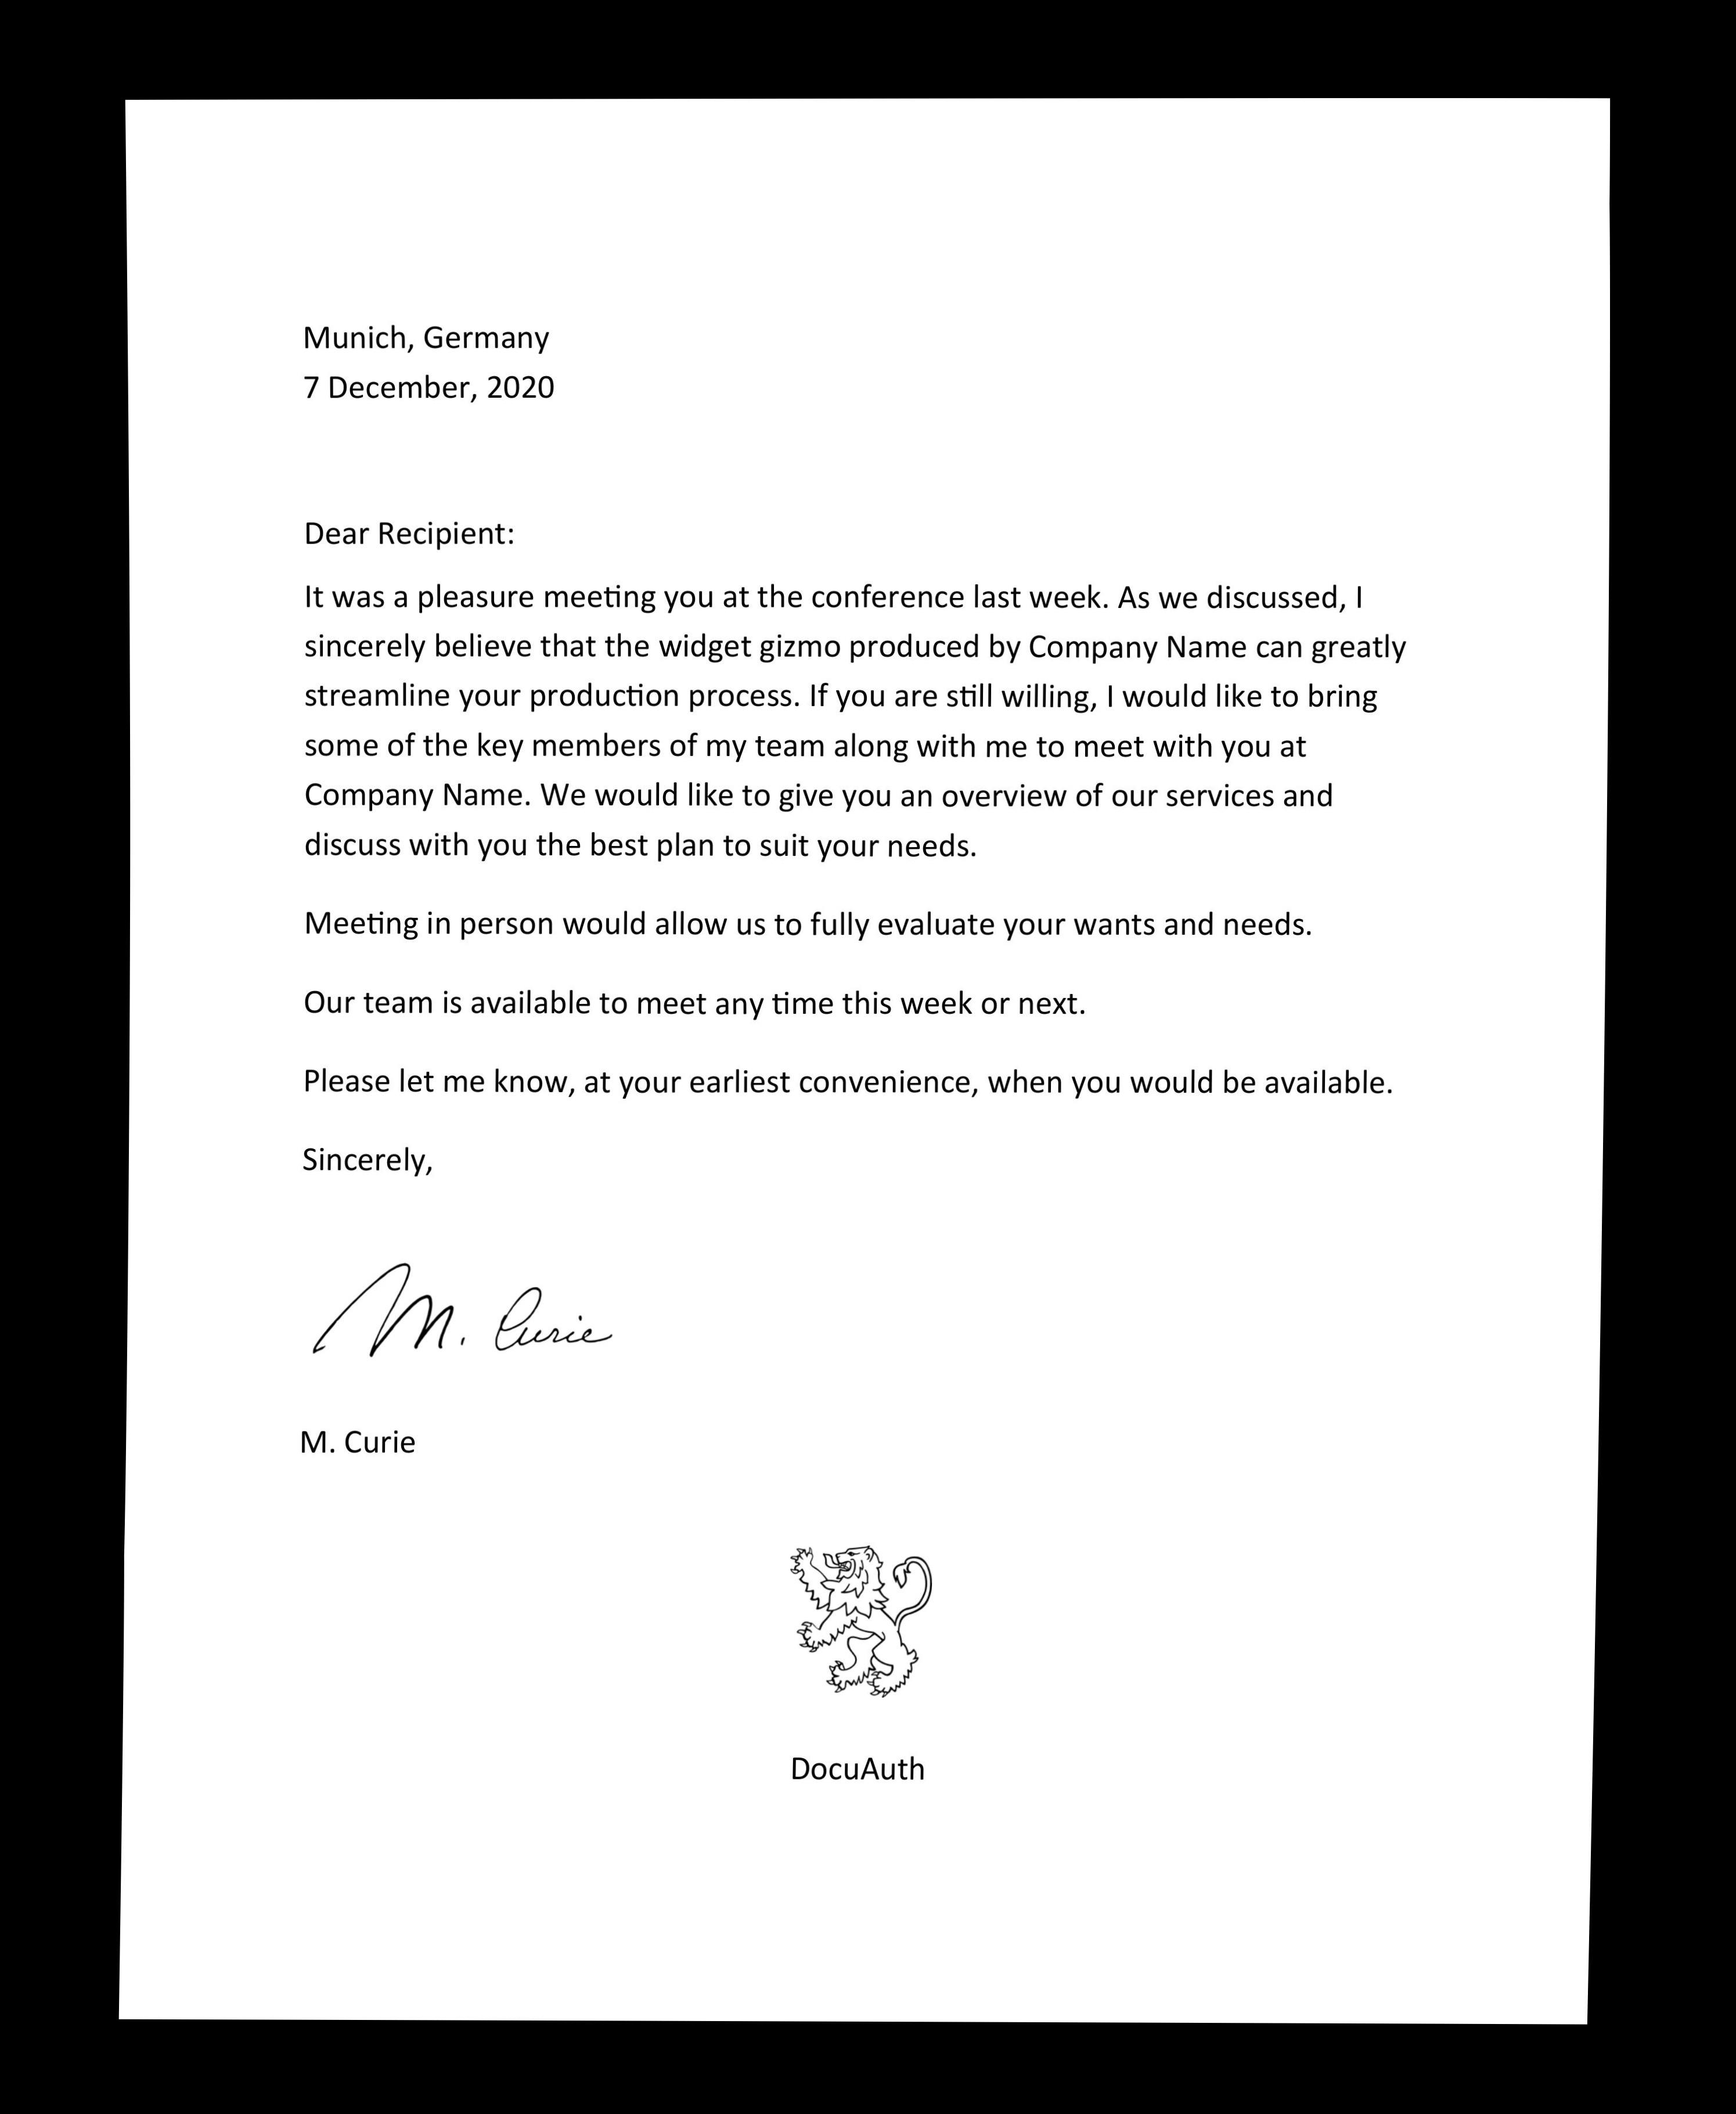 Munich, Germany
7 December, 2020
Dear Recipient:
It was a pleasure meeting you at the conference last week. As we discussed, I
sincerely believe that the widget gizmo produced by Company Name can greatly
streamline your production process. If you are still willing, I would like to bring
some of the key members of my team along with me to meet with you at
Company Name. We would like to give you an overview of our services and
discuss with you the best plan to suit your needs.
Meeting in person would allow us to fully evaluate your wants and needs.
Our team is available to meet any time this week or next.
Please let me know, at your earliest convenience, when you would be available.
Sincerely,
M. Curie
M. Curie
DocuAuth